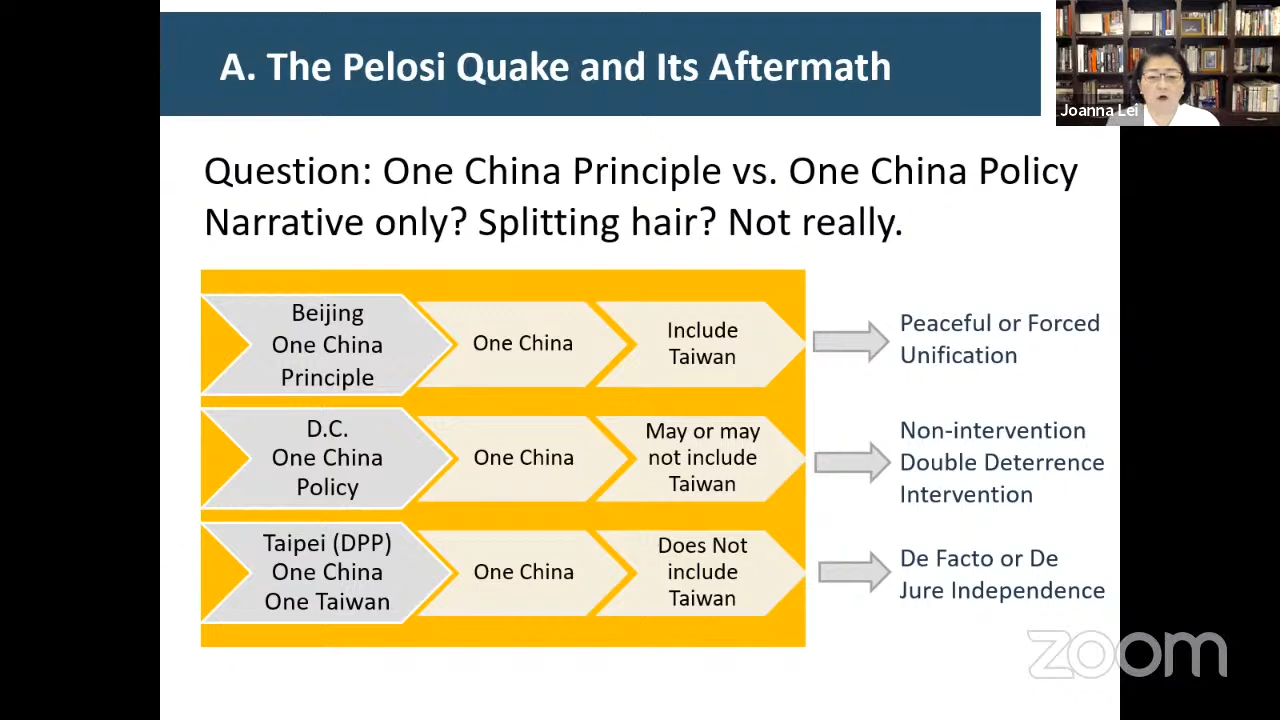 A. The Pelosi Quake and Its Aftermath
Joanna Lei
Question: One China Principle vs. One China Policy
Narrative only? Splitting hair? Not really.
Beijing
One China
Principle
One China
Include
Taiwan
Peaceful or Forced
Unification
D.C.
One China
Policy
One China
May or may
not include
Taiwan
Non-intervention
Double Deterrence
Intervention
Taipei (DPP)
One China
One Taiwan
One China
Does Not
include
Taiwan
De Facto or De
Jure Independence
zoom